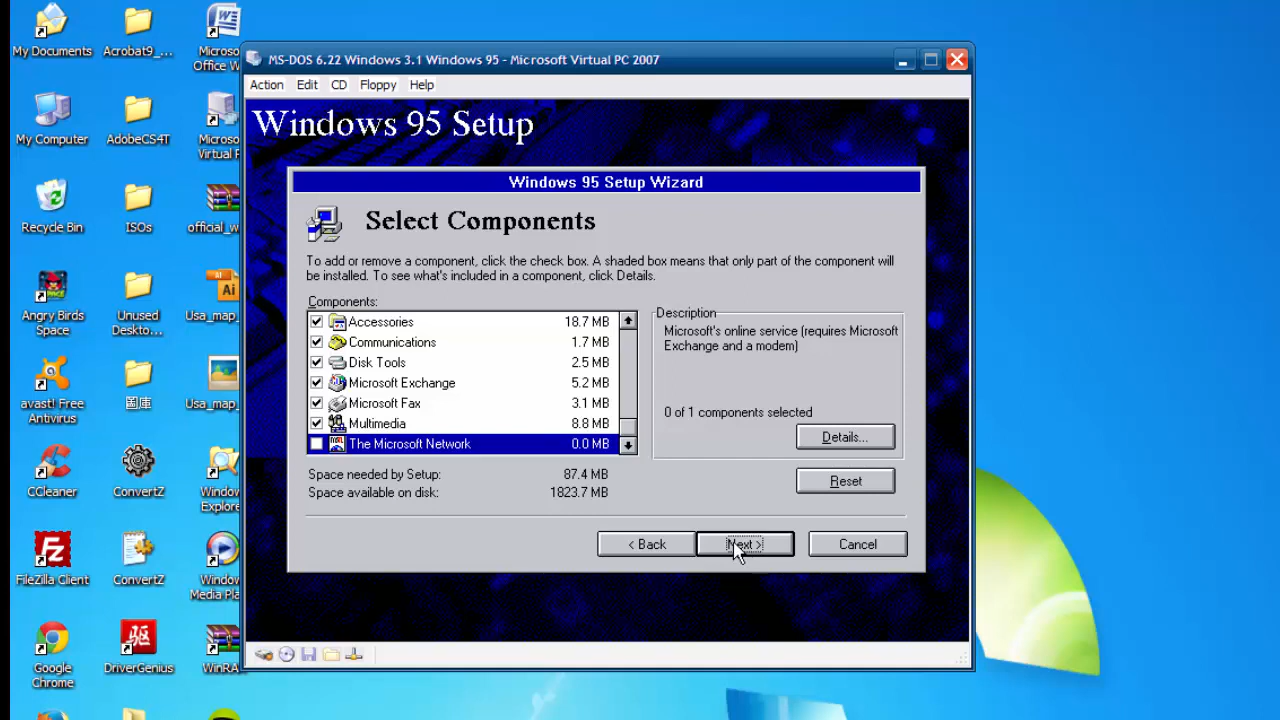 My Documents
Acrobat9_...
Microso
Office W
My Computer
AdobeCS4T
Microso
Virtual P
Recycle Bin
ISOs
official_w
Angry Birds
Space
Unused
Deskto...
Usa_map_
avast! Free
Antivirus
圖庫
Usa_map_
CCleaner
ConvertZ
Window
Explore
FileZilla Client
ConvertZ
Window
Media Pla
Google
Chrome
DriverGenius
WinRA
Ai
驱
MS-DOS 6.22 Windows 3.1 Windows 95 - Microsoft Virtual PC 2007
Action Edit CD Floppy Help
Windows 95 Setup
Windows 95 Setup Wizard
Select Components
To add or remove a component, click the check box. A shaded box means that only part of the component will
be installed. To see what's included in a component, click Details.
Components:
Accessories 18.7 MB
Communications 1.7 MB
Disk Tools 2.5 MB
Microsoft Exchange 5.2 MB
Microsoft Fax 3.1 MB
Multimedia 8.8 MB
The Microsoft Network 0.0 MB
Description
Microsoft's online service (requires Microsoft
Exchange and a modem)
0 of 1 components selected
Details...
Space needed by Setup: 87.4 MB
Space available on disk: 1823.7 MB
Reset
< Back
Next >
Cancel